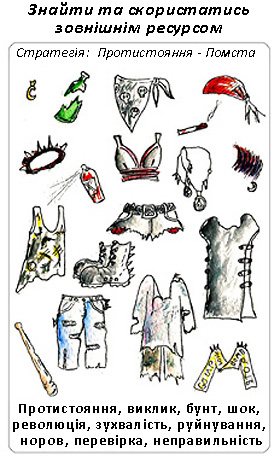 Знайти та скористатись
зовнішнім ресурсом
Стратегія: Протистояння - Помста
Протистояння, виклик, бунт, шок,
революція, зухвалість, руйнування,
норов, перевірка, неправильність